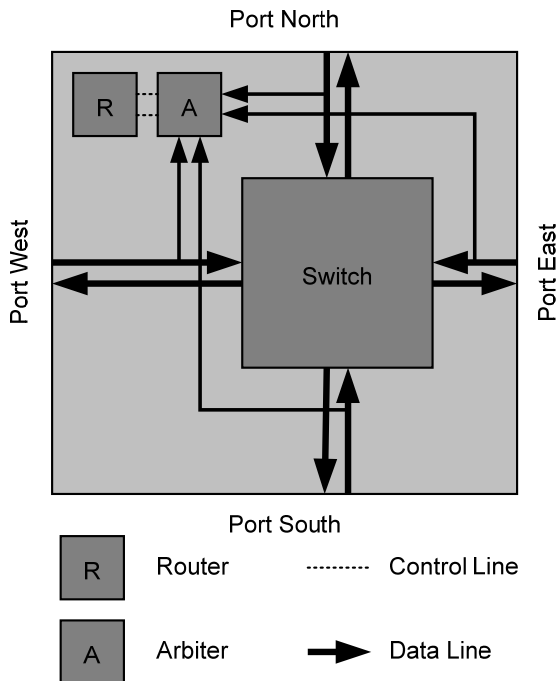 Port North
R
A
Port West
Switch
Port East
Port South
R
Router
Control Line
A
Arbiter
Data Line